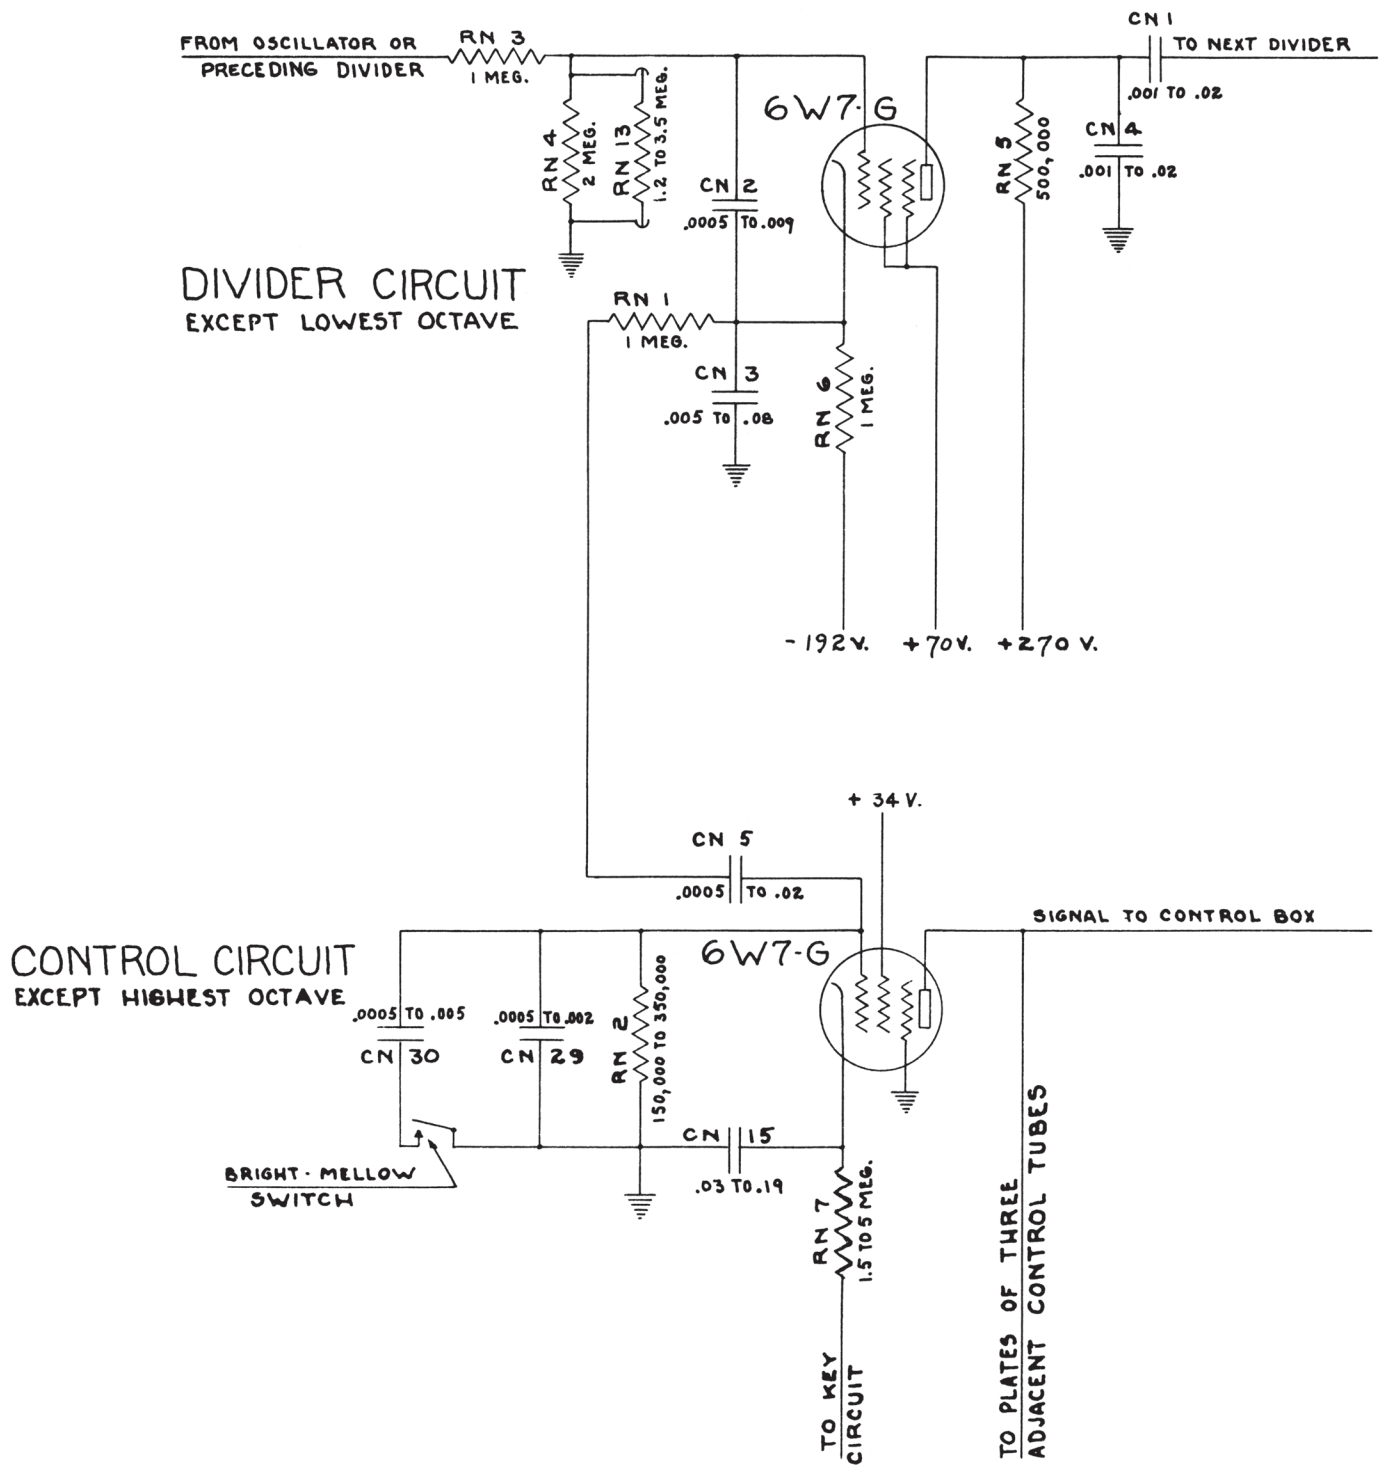 CN 1
RN 3
FROM OSCILLATOR OR
PRECEDING DIVIDER
1 MEG.
TO NEXT DIVIDER
.001 TO .02
6W7-G
RN 4
2 MEG.
RN 13
1.2 TO 3.5 MEG.
RN 5
500,000
CN 4
.001 TO .02
CN 2
.0005 TO .009
DIVIDER CIRCUIT
EXCEPT LOWEST OCTAVE
RN 1
1 MEG.
CN 3
.005 TO .08
RN 6
1 MEG.
-192 V.
+70V.
+270 V.
+ 34 V.
CN 5
.0005 TO .02
SIGNAL TO CONTROL BOX
6W7-G
CONTROL CIRCUIT
EXCEPT HIGHEST OCTAVE
.0005 TO .005
CN 30
.0005 TO .002
CN 29
RN 2
150,000 TO 350,000
CN 15
.03 TO .19
BRIGHT - MELLOW
SWITCH
RN 7
1.5 TO 5 MEG.
TO KEY
CIRCUIT
TO PLATES OF THREE
ADJACENT CONTROL TUBES